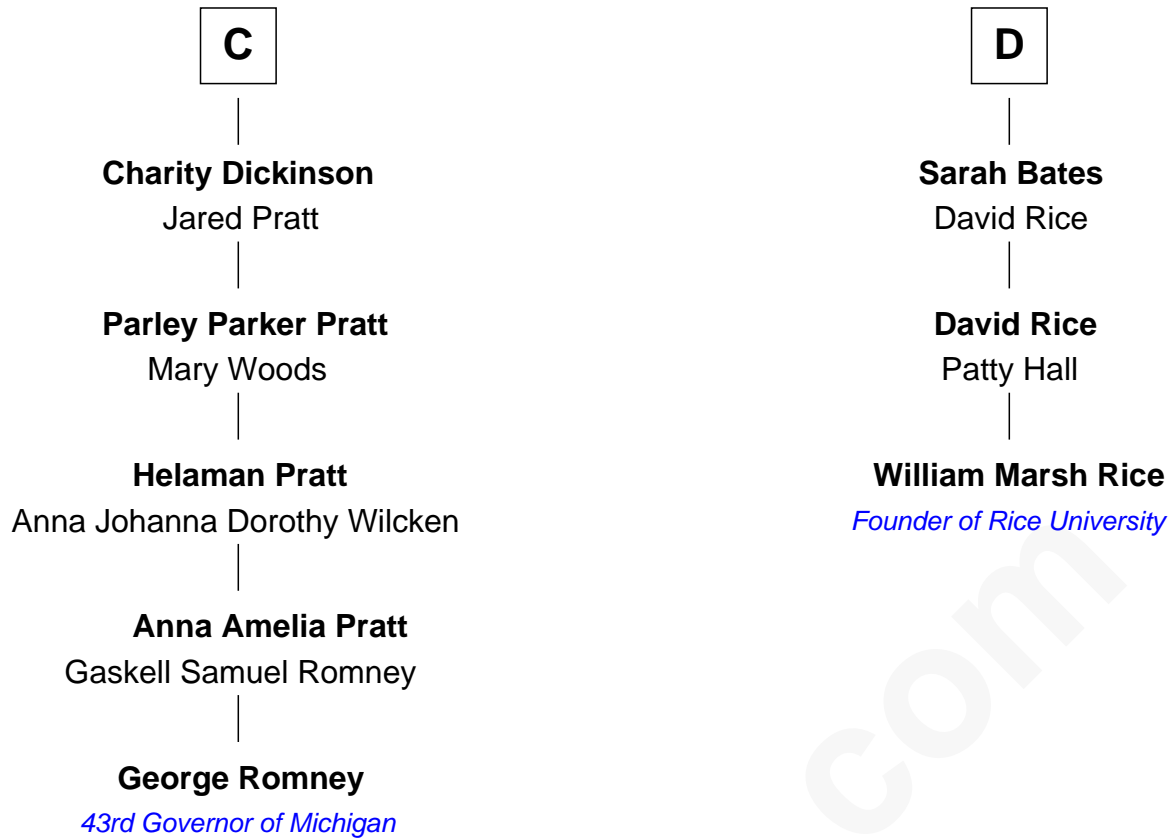 C
Charity Dickinson
Jared Pratt
Parley Parker Pratt
Mary Woods
Helaman Pratt
Anna Johanna Dorothy Wilcken
Anna Amelia Pratt
Gaskell Samuel Romney
George Romney
43rd Governor of Michigan
D
Sarah Bates
David Rice
David Rice
Patty Hall
William Marsh Rice
Founder of Rice University
com